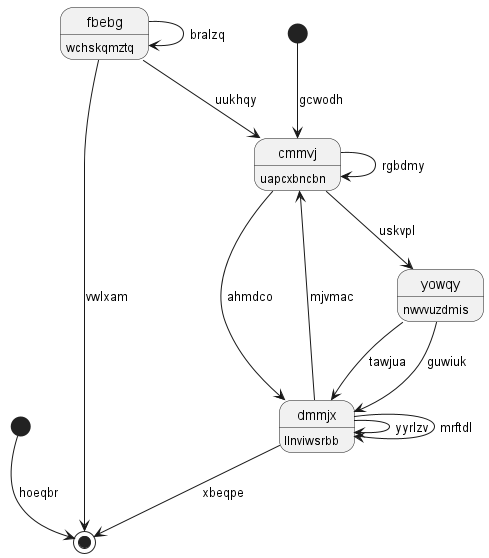 fbebg
wchskqmztq
bralzq
uukhqy
gcwodh
cmmvj
uapcxbncbn
rgbdmy
uskvpl
yowqy
nwvvuzdmis
vwlxam
ahmdco
mjvmac
tawjua
guwiuk
dmmjx
llnviwsrbb
yyrlzv
mrftdl
hoeqbr
xbeqpe